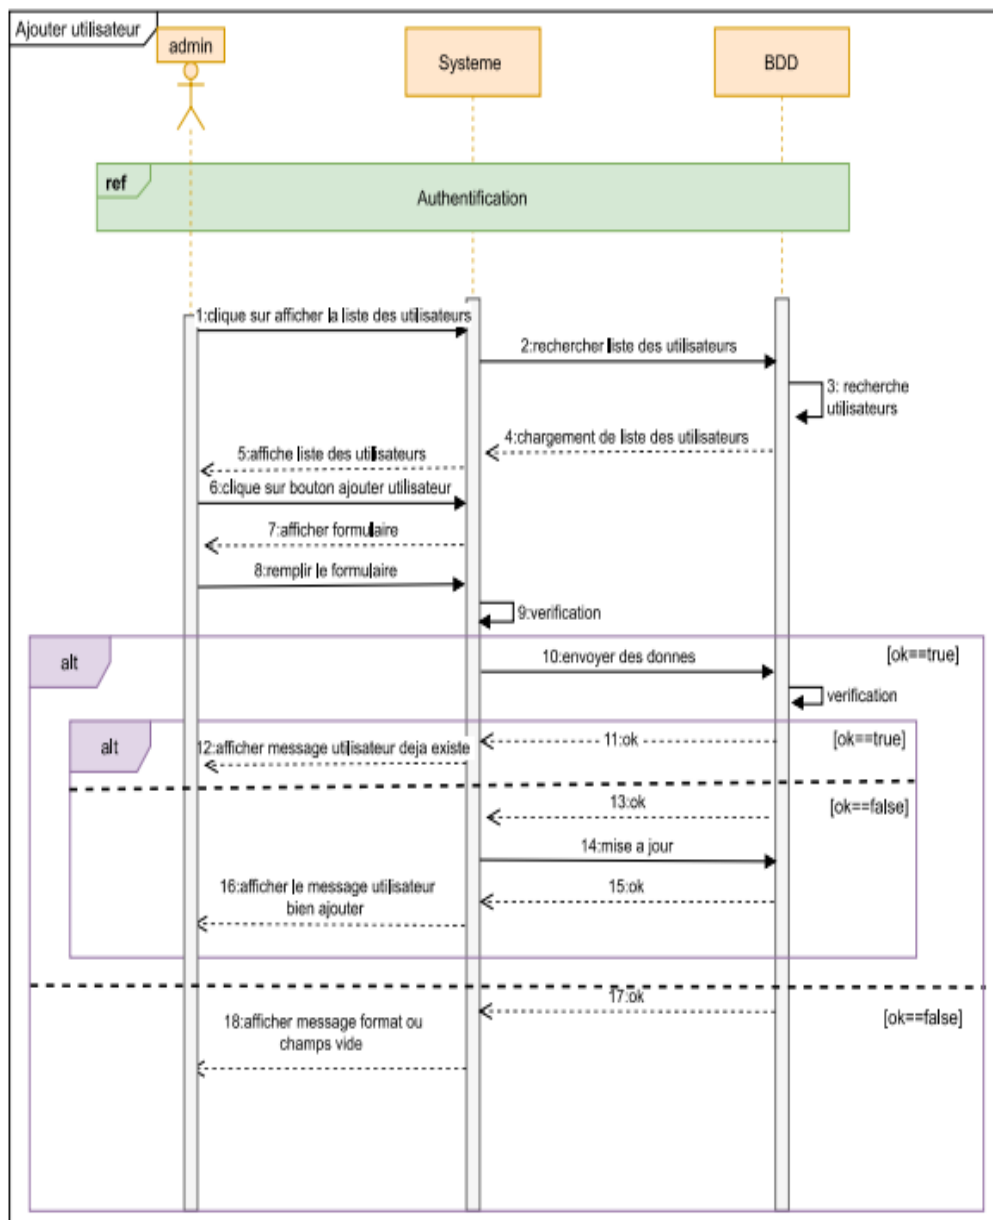 Ajouter utilisateur
admin
Systeme
BDD
ref
Authentification
1:clique sur afficher la liste des utilisateurs
2:rechercher liste des utilisateurs
3: recherche
utilisateurs
4:chargement de liste des utilisateurs
5:affiche liste des utilisateurs
6:clique sur bouton ajouter utilisateur
7:afficher formulaire
8:remplir le formulaire
9:verification
alt
10:envoyer des donnes
[ok==true]
verification
alt
11:ok
[ok==true]
12:afficher message utilisateur deja existe
13:ok
[ok==false]
14:mise a jour
15:ok
16:afficher le message utilisateur
bien ajouter
17:ok
[ok==false]
18:afficher message format ou
champs vide